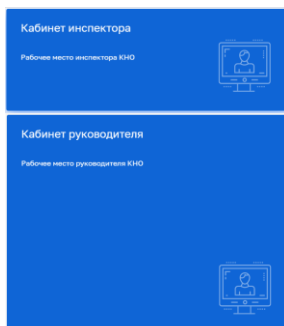 Кабинет инспектора
Рабочее место инспектора КНО
Кабинет руководителя
Рабочее место руководителя КНО